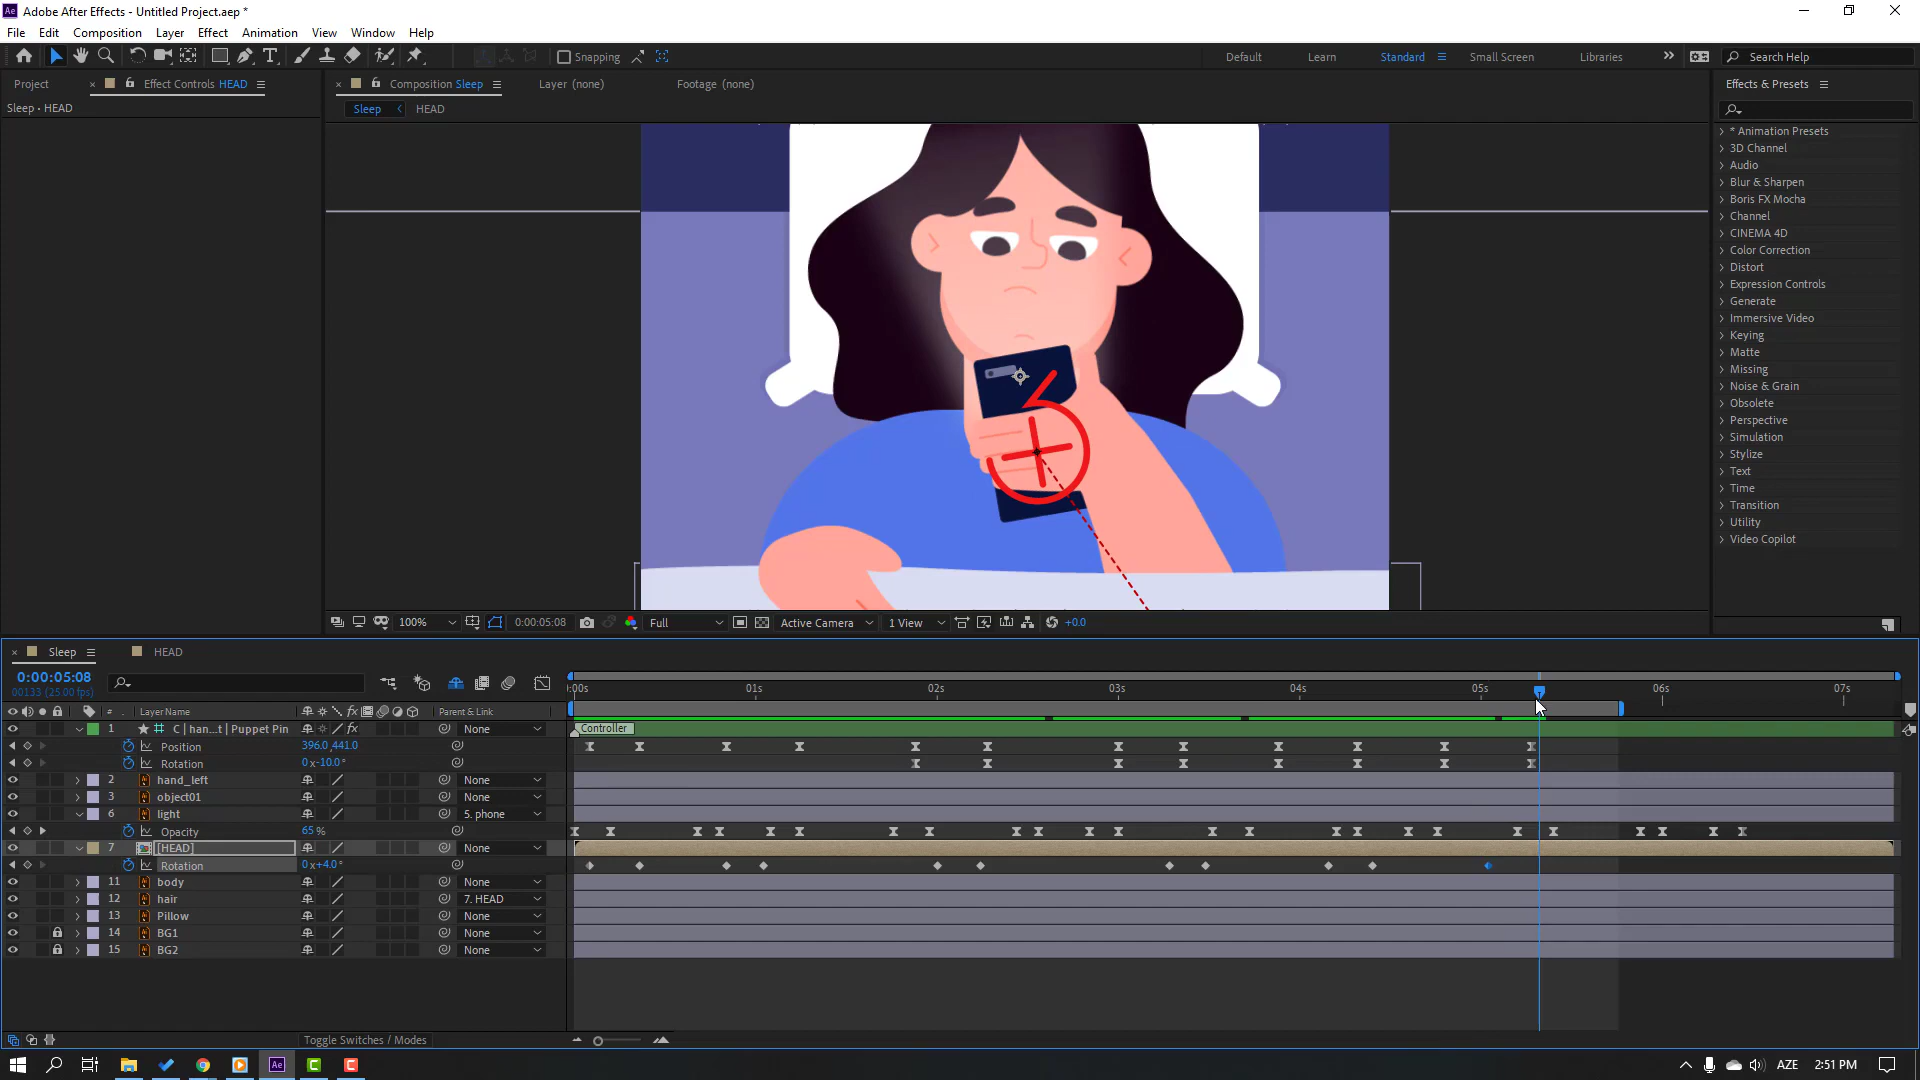 Adobe After Effects - Untitled Project.aep *
File Edit Composition Layer Effect Animation View Window Help
Snapping
Default Learn Standard Small Screen Libraries
Search Help
Project
Effect Controls HEAD
Composition Sleep
Layer (none)
Footage (none)
Effects & Presets
Sleep • HEAD
Sleep HEAD
* Animation Presets
3D Channel
Audio
Blur & Sharpen
Boris FX Mocha
Channel
CINEMA 4D
Color Correction
Distort
Expression Controls
Generate
Immersive Video
Keying
Matte
Missing
Noise & Grain
Obsolete
Perspective
Simulation
Stylize
Text
Time
Transition
Utility
Video Copilot
100% 0:00:05:08 Full Active Camera 1 View +0.0
Sleep HEAD
0:00:05:08
00133 (25.00 fps)
:00s 01s 02s 03s 04s 05s 06s 07s
# Layer Name fx Parent & Link
1 C | han...t | Puppet Pin fx
Controller
Position 396.0,441.0
Rotation 0x-10.0°
2 hand_left None
3 object01 None
6 light 5. phone
Opacity 65 %
7 [HEAD] None
Rotation 0x+4.0°
11 body None
12 hair 7. HEAD
13 Pillow None
14 BG1 None
15 BG2 None
Toggle Switches / Modes
AZE 2:51 PM